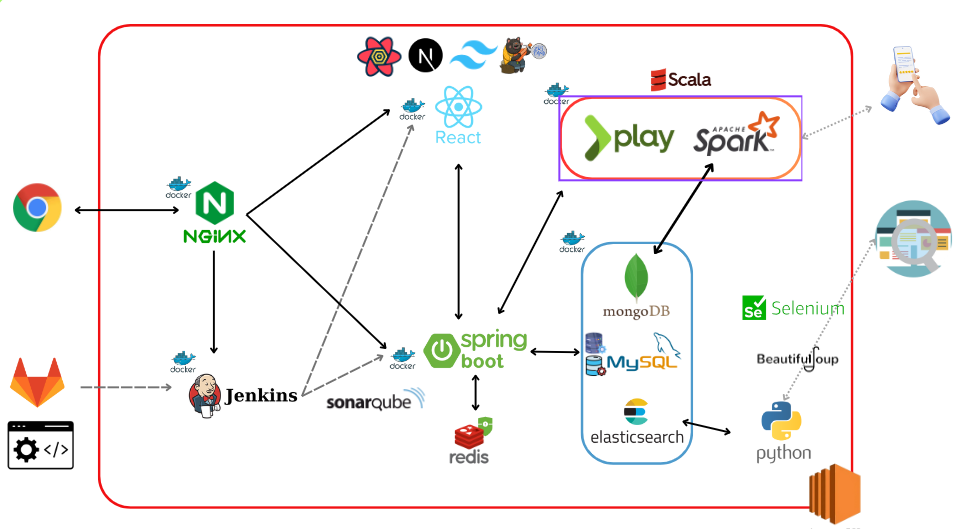 N
Scala
docker
docker
React
play
APACHE
Spark
docker
N
NGiNX
docker
mongoDB
Se Selenium
spring
boot
MySQL
docker
docker
BeautifulSoup
Jenkins
sonarqube
elasticsearch
redis
python
</>